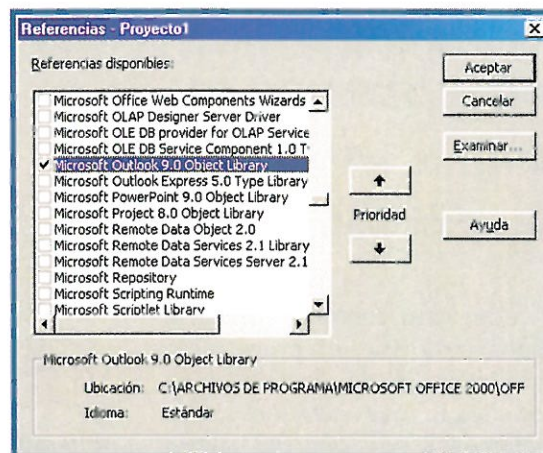 Referencias - Proyecto1
Referencias disponibles:
Microsoft Office Web Components Wizards
Microsoft OLAP Designer Server Driver
Microsoft OLE DB provider for OLAP Service
Microsoft OLE DB Service Component 1.0 T
Microsoft Outlook 9.0 Object Library
Microsoft Outlook Express 5.0 Type Library
Microsoft PowerPoint 9.0 Object Library
Microsoft Project 8.0 Object Library
Microsoft Remote Data Object 2.0
Microsoft Remote Data Services 2.1 Library
Microsoft Remote Data Services Server 2.1
Microsoft Repository
Microsoft Scripting Runtime
Microsoft Scriptlet Library
Prioridad
Aceptar
Cancelar
Examinar...
Ayuda
Microsoft Outlook 9.0 Object Library
Ubicación: C:\ARCHIVOS DE PROGRAMA\MICROSOFT OFFICE 2000\OFF
Idioma: Estándar